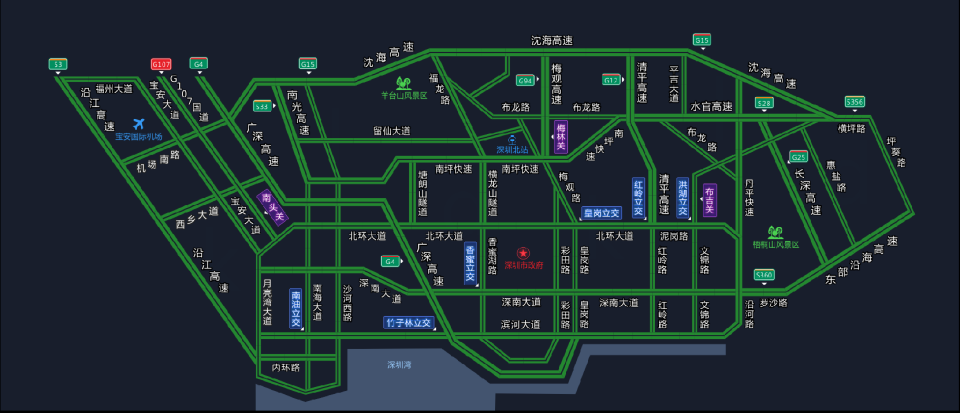 沈海高速
G15
沈海高速
S3
G107
G4
G15
沈海高速
福州大道
宝安大道
G107国道
羊台山风景区
福龙路
G94
梅观高速
G12
清平高速
平吉大道
沿江高速
宝安国际机场
S33
南光高速
布龙路
布龙路
水官高速
S28
S356
横坪路
广深高速
留仙大道
深圳北站
梅林关
南坪快速
布龙路
坪葵路
机场南路
南坪快速
南坪快速
G25
塘朗山隧道
横龙山隧道
梅观路
红岭立交
清平高速
洪湖立交
布吉关
丹平快速
长深高速
惠盐路
西乡大道
宝安大道
南头关
皇岗立交
北环大道
北环大道
北环大道
泥岗路
梧桐山风景区
沿江高速
G4
广深高速
香蜜立交
香蜜湖路
深圳市政府
彩田路
皇岗路
红岭路
文锦路
东部沿海高速
S360
月亮湾大道
南油立交
南海大道
沙河西路
深南大道
深南大道
深南大道
沿河路
步沙路
竹子林立交
滨河大道
彩田路
皇岗路
红岭路
文锦路
内环路
深圳湾